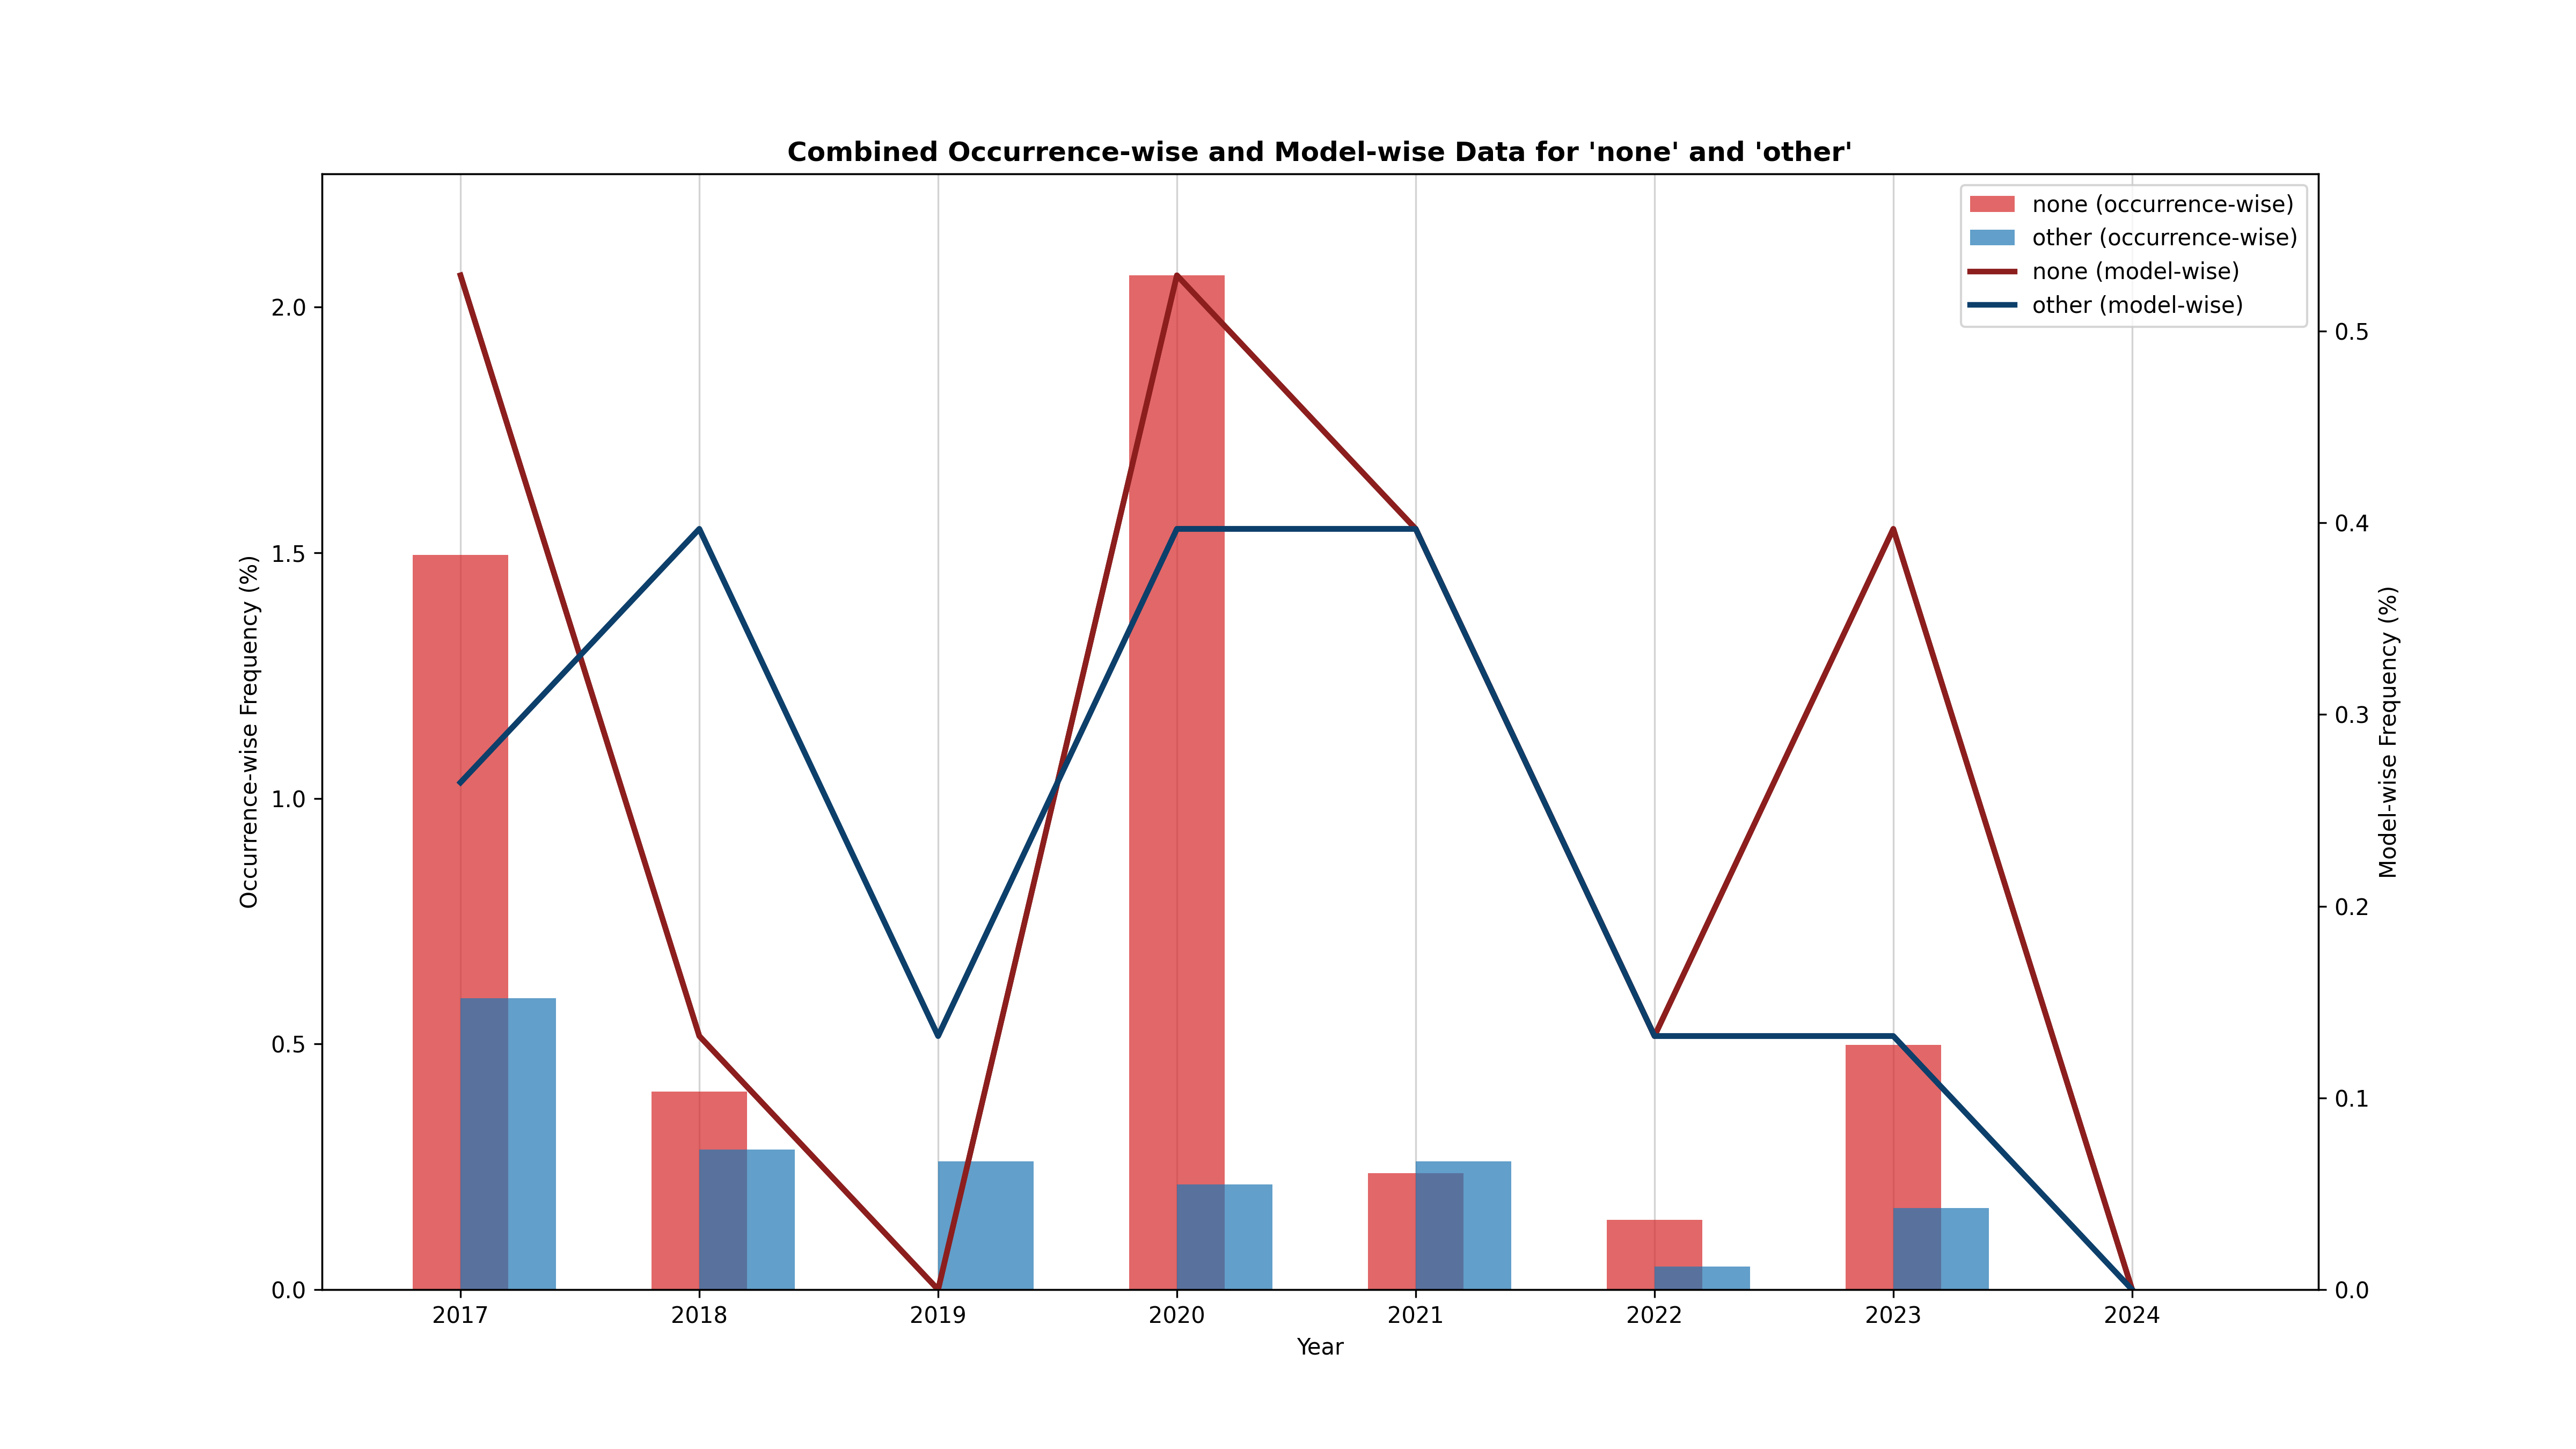 Combined Occurrence-wise and Model-wise Data for 'none' and 'other'
none (occurrence-wise)
other (occurrence-wise)
none (model-wise)
other (model-wise)
Occurrence-wise Frequency (%)
2.0
1.5
1.0
0.5
0.0
Model-wise Frequency (%)
0.5
0.4
0.3
0.2
0.1
0.0
2017 2018 2019 2020 2021 2022 2023 2024
Year